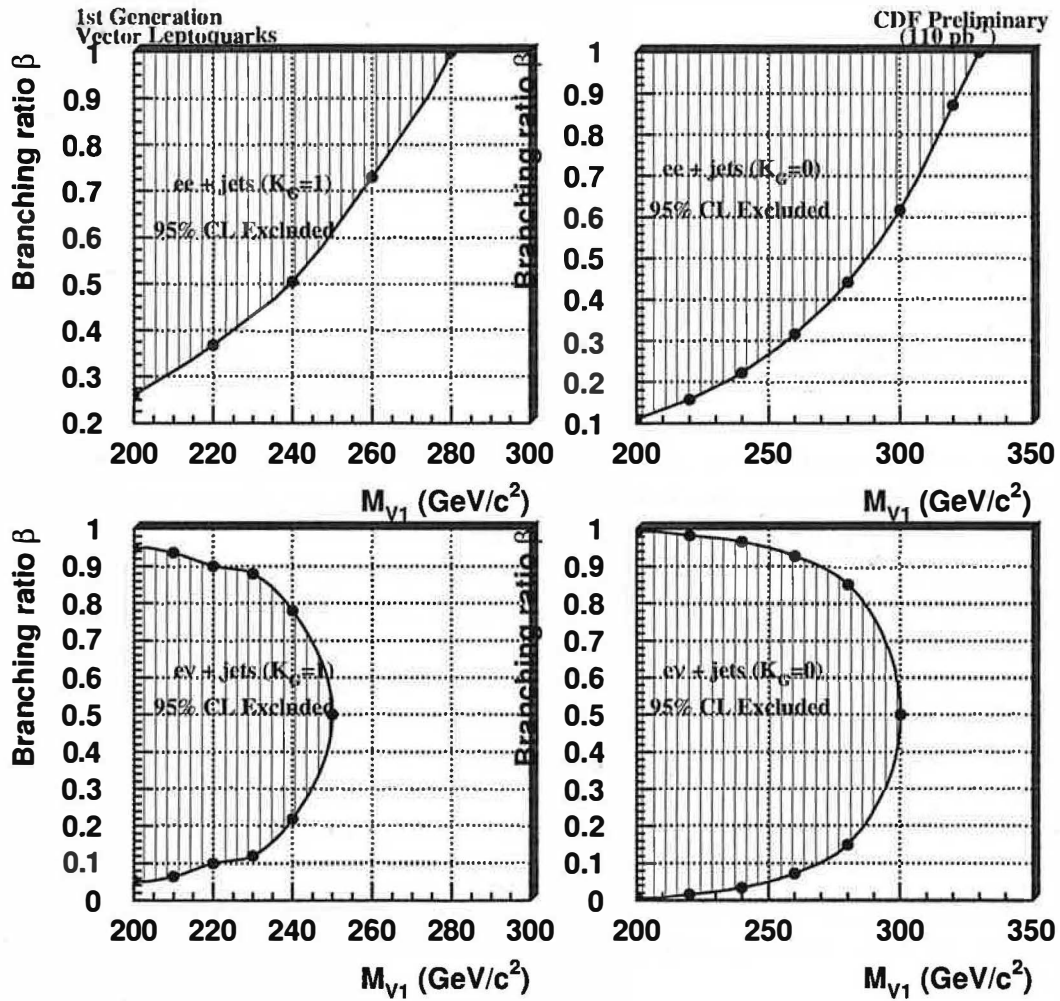 1st Generation
Vector Leptoquarks
CDF Preliminary
(110 pb⁻¹)
Branching ratio β
1
0.9
0.8
0.7
0.6
0.5
0.4
0.3
0.2
ee + jets (K_G=1)
95% CL Excluded
200 220 240 260 280 300
M_V1 (GeV/c²)
Branching ratio β
1
0.9
0.8
0.7
0.6
0.5
0.4
0.3
0.2
0.1
ee + jets (K_G=0)
95% CL Excluded
200 250 300 350
M_V1 (GeV/c²)
Branching ratio β
1
0.9
0.8
0.7
0.6
0.5
0.4
0.3
0.2
0.1
0
eν + jets (K_G=1)
95% CL Excluded
200 220 240 260 280 300
M_V1 (GeV/c²)
Branching ratio β
1
0.9
0.8
0.7
0.6
0.5
0.4
0.3
0.2
0.1
0
eν + jets (K_G=0)
95% CL Excluded
200 250 300 350
M_V1 (GeV/c²)